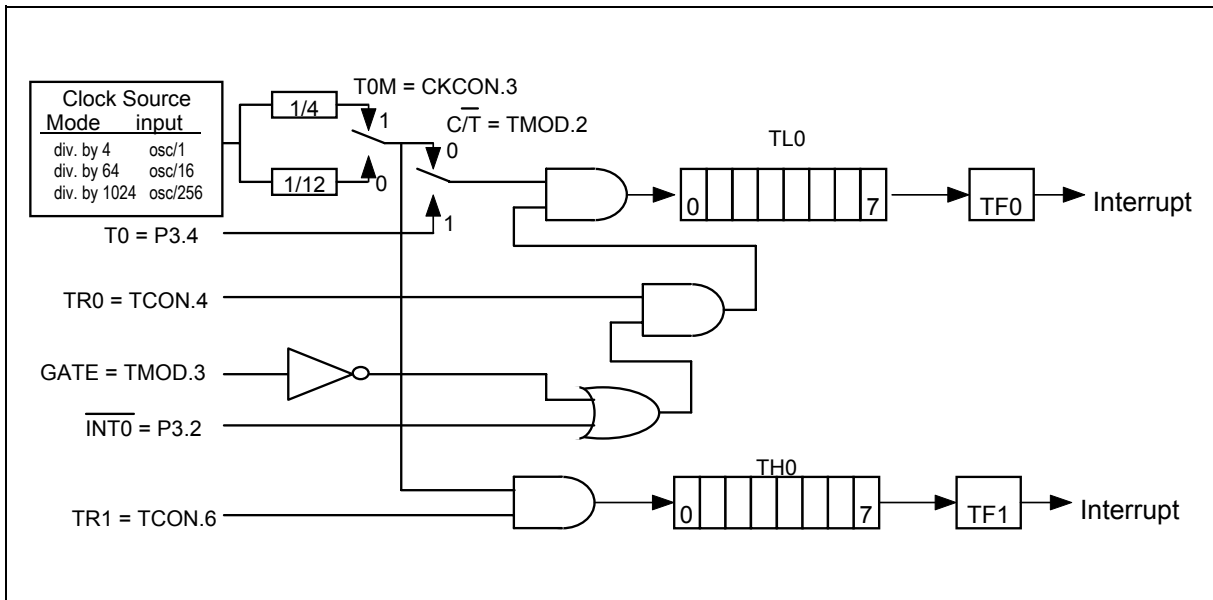 Clock Source
Mode input
div. by 4 osc/1
div. by 64 osc/16
div. by 1024 osc/256
1/4
1/12
T0M = CKCON.3
1
0
C/T̅ = TMOD.2
0
1
T0 = P3.4
TL0
0 7
TF0
Interrupt
TR0 = TCON.4
GATE = TMOD.3
I̅N̅T̅0̅ = P3.2
TR1 = TCON.6
TH0
0 7
TF1
Interrupt